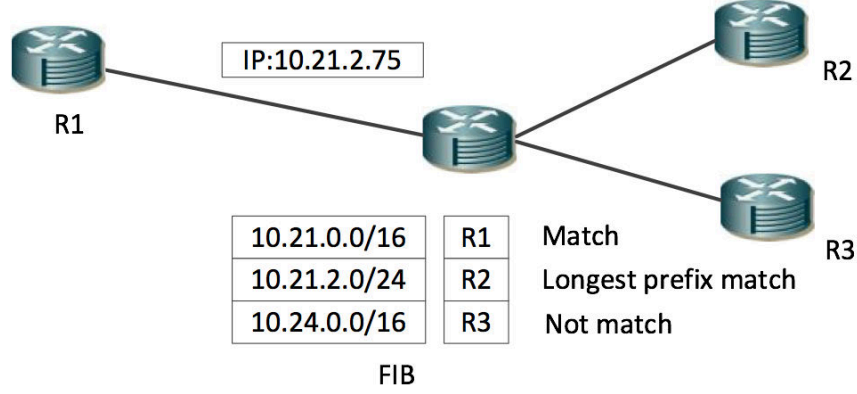 IP:10.21.2.75
R2
R1
R3
10.21.0.0/16 R1 Match
10.21.2.0/24 R2 Longest prefix match
10.24.0.0/16 R3 Not match
FIB